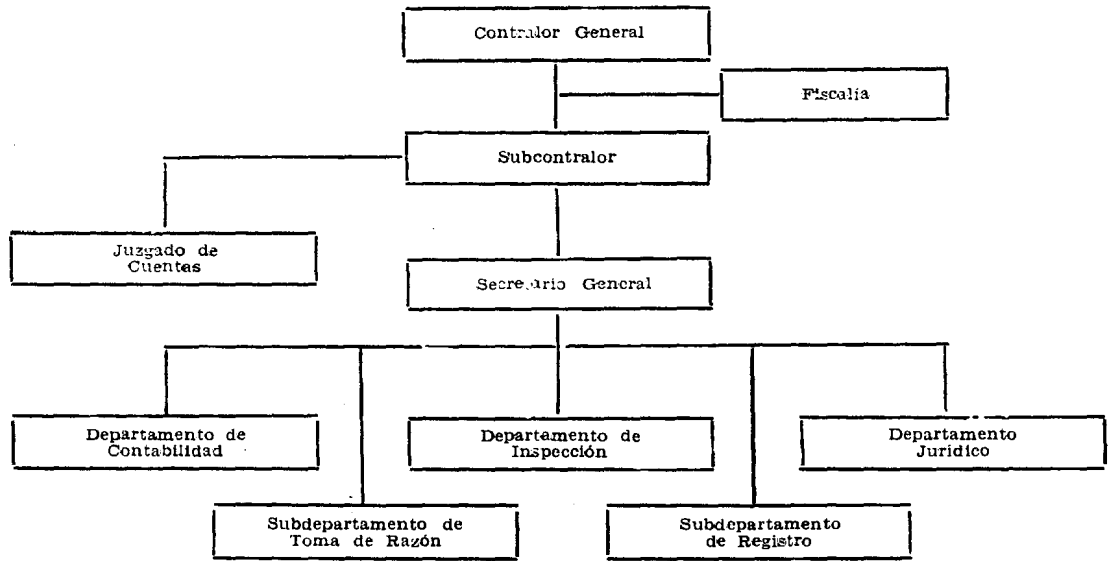 Contralor General
Fiscalía
Subcontralor
Juzgado de
Cuentas
Secretario General
Departamento de
Contabilidad
Departamento de
Inspección
Departamento
Jurídico
Subdepartamento de
Toma de Razón
Subdepartamento
de Registro